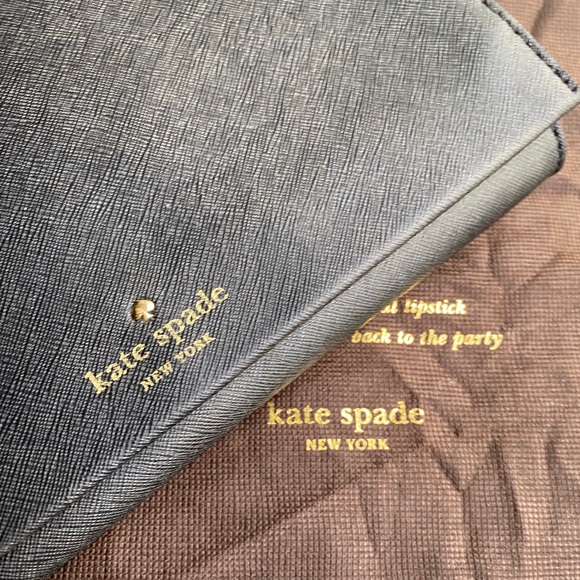 kate spade
NEW YORK
lipstick
back to the party
kate spade
NEW YORK